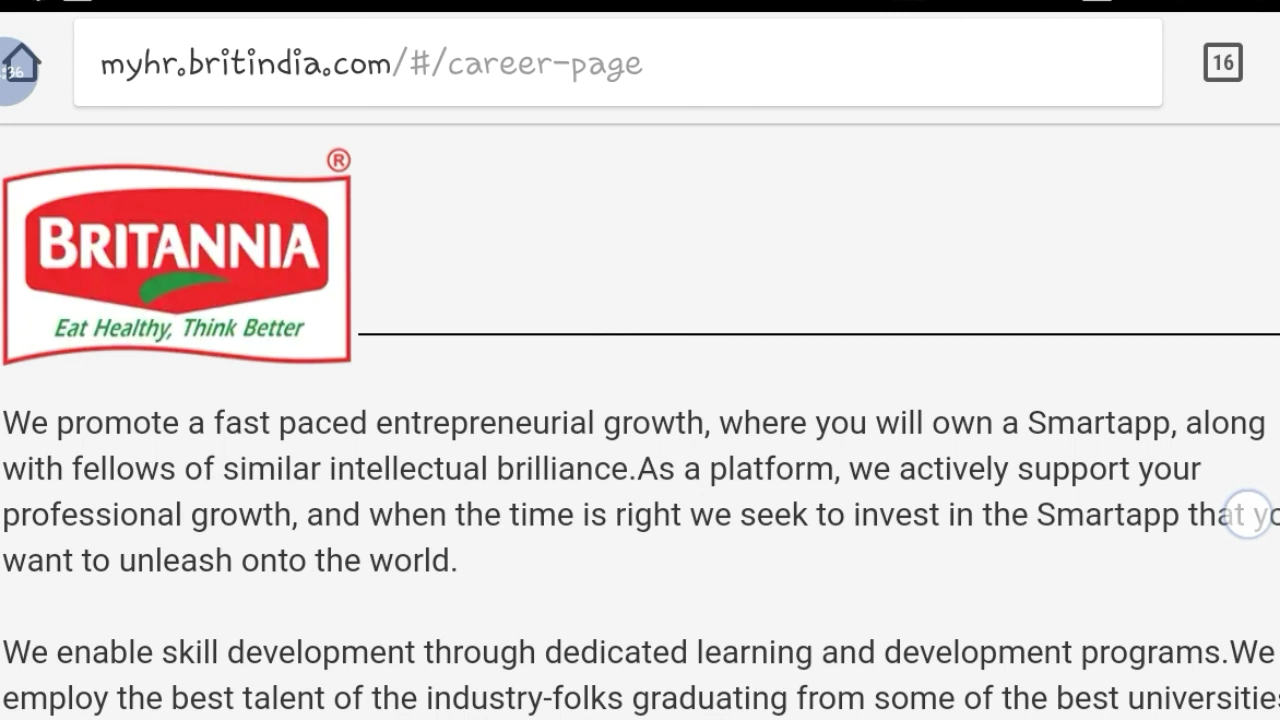 :36
myhr.britindia.com/#/career-page
16
®
BRITANNIA
Eat Healthy, Think Better
We promote a fast paced entrepreneurial growth, where you will own a Smartapp, along
with fellows of similar intellectual brilliance.As a platform, we actively support your
professional growth, and when the time is right we seek to invest in the Smartapp that yo
want to unleash onto the world.
We enable skill development through dedicated learning and development programs.We
employ the best talent of the industry-folks graduating from some of the best universities